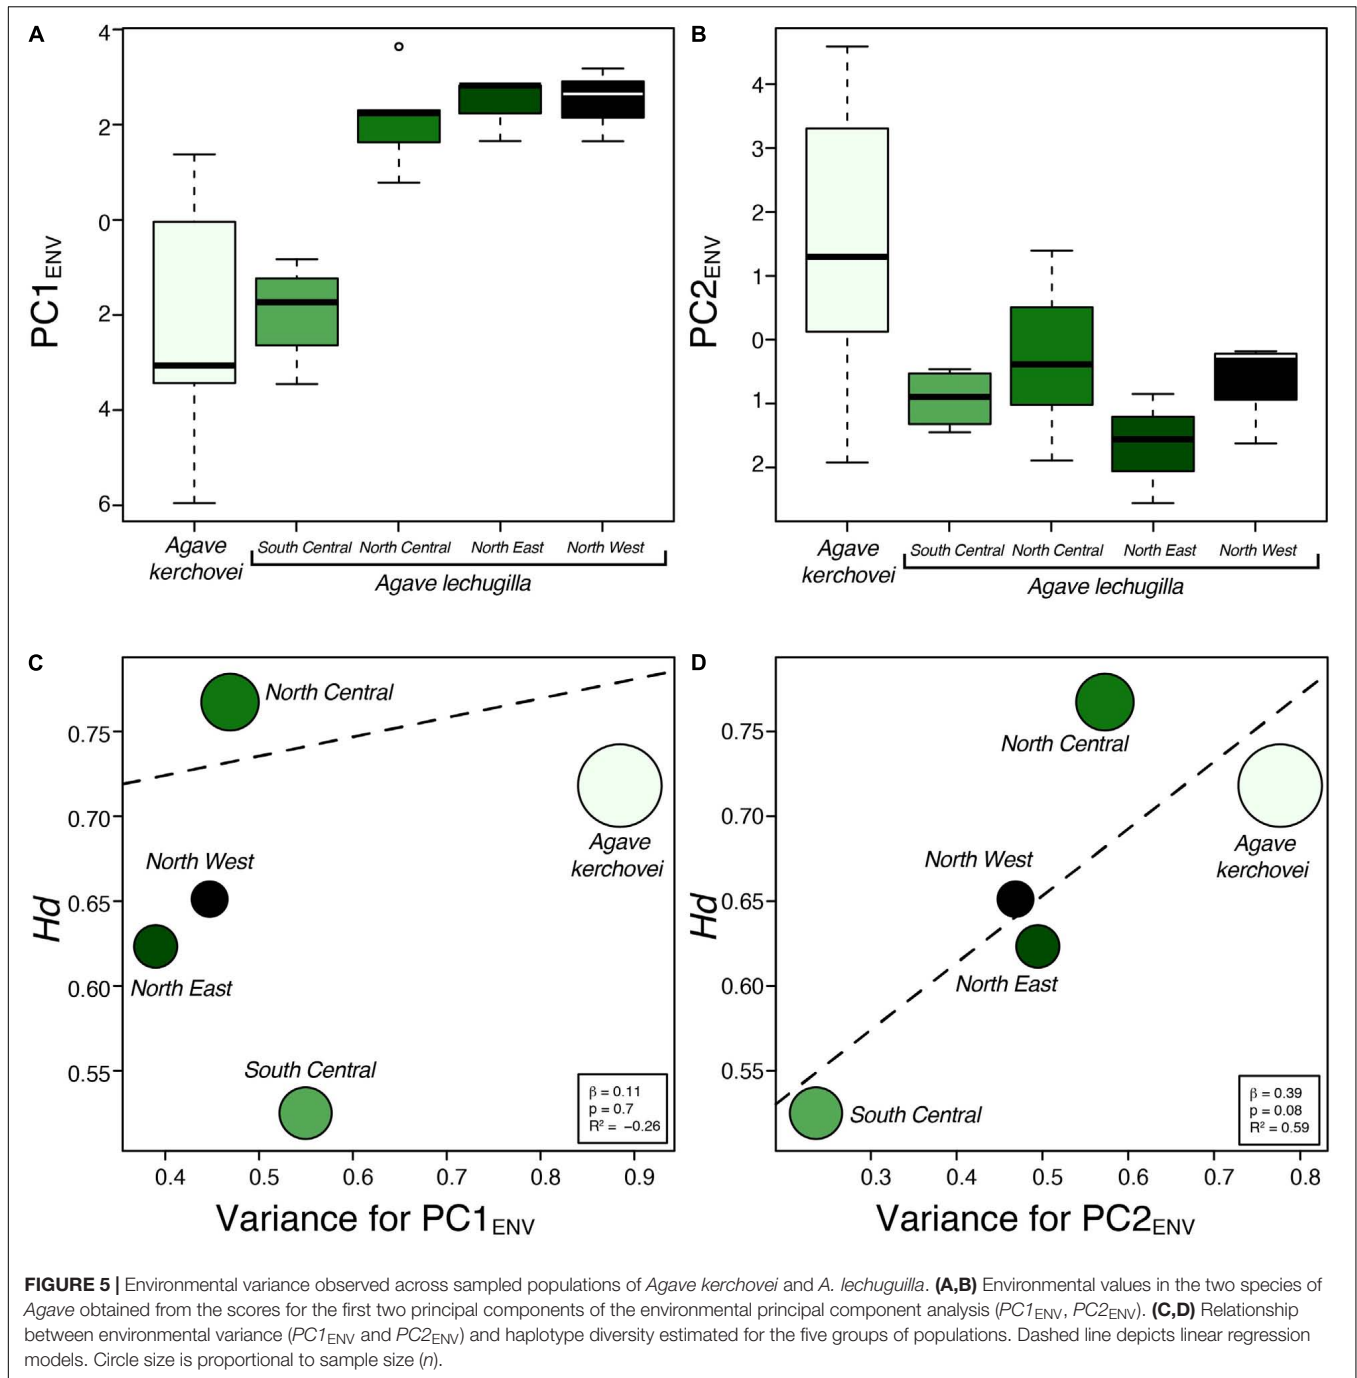 A
4
2
0
2
4
6
PC1ENV
Agave
kerchovei
South Central
North Central
North East
North West
Agave lechugilla
B
4
3
2
1
0
1
2
PC2ENV
Agave
kerchovei
South Central
North Central
North East
North West
Agave lechugilla
C
0.75
0.70
0.65
0.60
0.55
Hd
North Central
Agave
kerchovei
North West
North East
South Central
β = 0.11
p = 0.7
R² = −0.26
0.4 0.5 0.6 0.7 0.8 0.9
Variance for PC1ENV
D
0.75
0.70
0.65
0.60
0.55
Hd
North Central
Agave
kerchovei
North West
North East
South Central
β = 0.39
p = 0.08
R² = 0.59
0.3 0.4 0.5 0.6 0.7 0.8
Variance for PC2ENV
FIGURE 5 | Environmental variance observed across sampled populations of Agave kerchovei and A. lechuguilla. (A,B) Environmental values in the two species of
Agave obtained from the scores for the first two principal components of the environmental principal component analysis (PC1ENV, PC2ENV). (C,D) Relationship
between environmental variance (PC1ENV and PC2ENV) and haplotype diversity estimated for the five groups of populations. Dashed line depicts linear regression
models. Circle size is proportional to sample size (n).